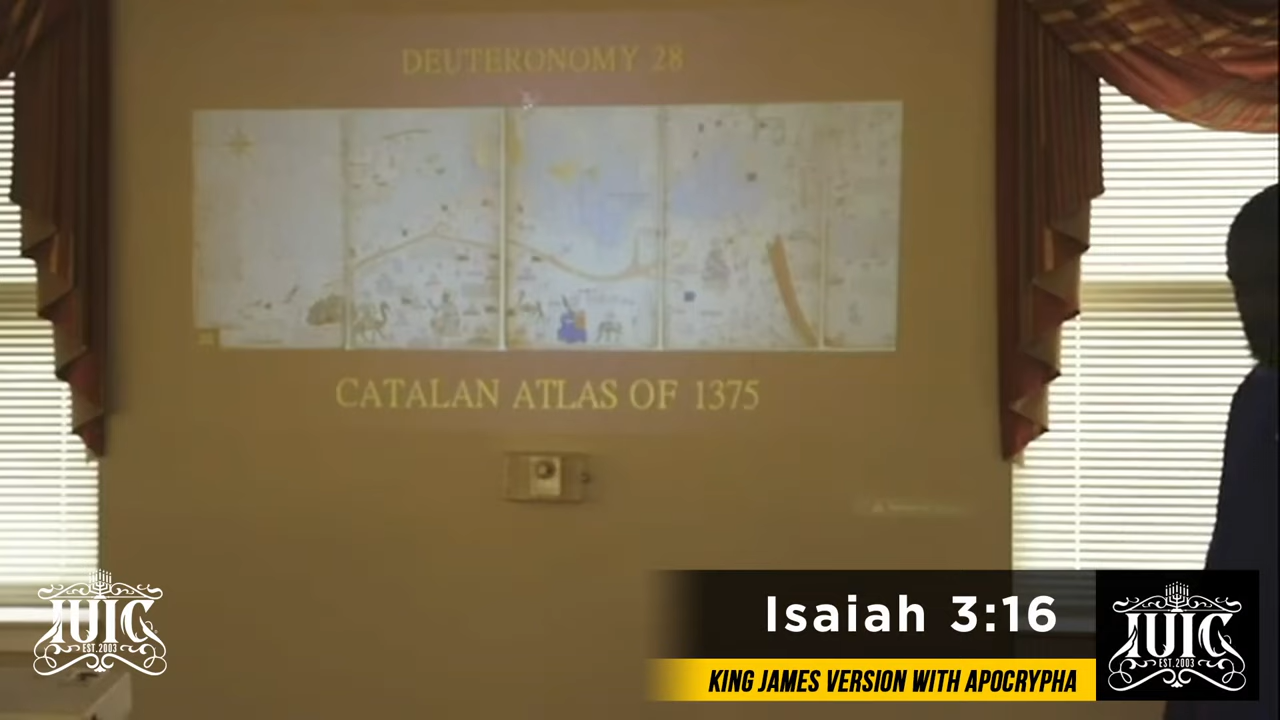 DEUTERONOMY 28
CATALAN ATLAS OF 1375
Isaiah 3:16
KING JAMES VERSION WITH APOCRYPHA
IUIC
EST. 2003
IUIC
EST. 2003